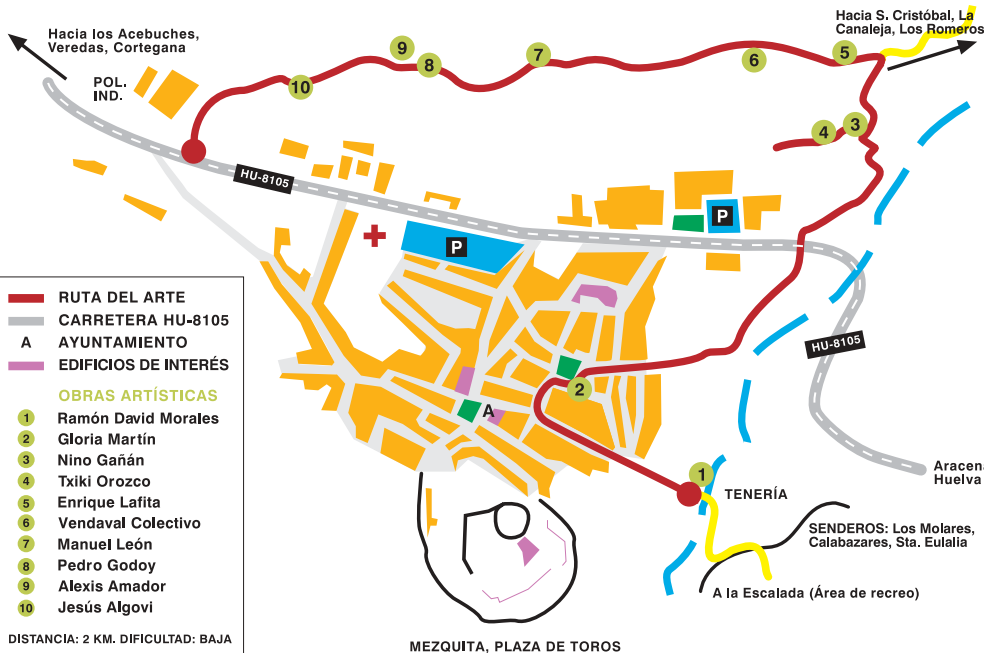 Hacia los Acebuches,
Veredas, Cortegana
POL.
IND.
Hacia S. Cristóbal, La
Canaleja, Los Romeros
9
8
7
6
5
10
4
3
HU-8105
P
P
HU-8105
2
A
1
TENERÍA
Aracena
Huelva
SENDEROS: Los Molares,
Calabazares, Sta. Eulalia
A la Escalada (Área de recreo)
MEZQUITA, PLAZA DE TOROS
RUTA DEL ARTE
CARRETERA HU-8105
A AYUNTAMIENTO
EDIFICIOS DE INTERÉS
OBRAS ARTÍSTICAS
1 Ramón David Morales
2 Gloria Martín
3 Nino Gañán
4 Txiki Orozco
5 Enrique Lafita
6 Vendaval Colectivo
7 Manuel León
8 Pedro Godoy
9 Alexis Amador
10 Jesús Algovi
DISTANCIA: 2 KM. DIFICULTAD: BAJA